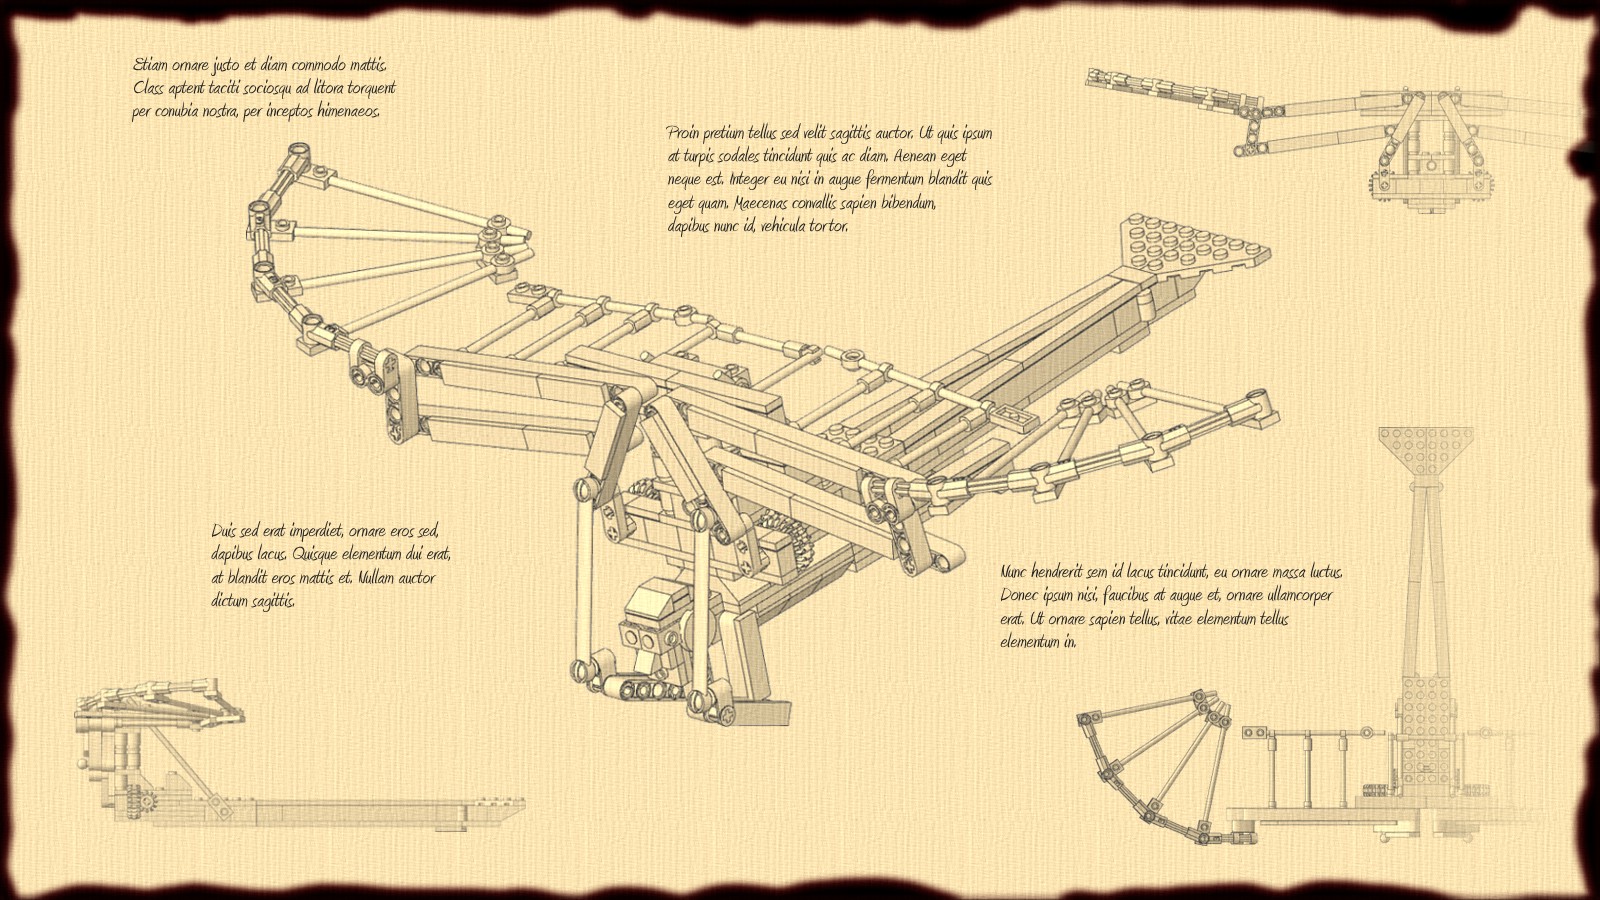 Etiam ornare justo et diam commodo mattis.
Class aptent taciti sociosqu ad litora torquent
per conubia nostra, per inceptos himenaeos.
Proin pretium tellus sed velit sagittis auctor. Ut quis ipsum
at turpis sodales tincidunt quis ac diam. Aenean eget
neque est. Integer eu nisi in augue fermentum blandit quis
eget quam. Maecenas convallis sapien bibendum,
dapibus nunc id, vehicula tortor.
Duis sed erat imperdiet, ornare eros sed,
dapibus lacus. Quisque elementum dui erat,
at blandit eros mattis et. Nullam auctor
dictum sagittis.
Nunc hendrerit sem id lacus tincidunt, eu ornare massa luctus.
Donec ipsum nisi, faucibus at augue et, ornare ullamcorper
erat. Ut ornare sapien tellus, vitae elementum tellus
elementum in.